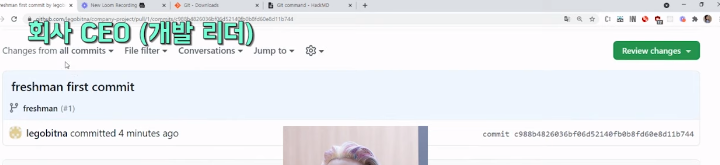 freshman first commit by legoc
New Loom Recording
Git - Downloads
Git command - HackMD
github.com/legobitna/company-project/pull/1/commits/c988b4826036bf06d52140fb0b8fd60e8d11b744
회사 CEO (개발 리더)
Changes from all commits File filter Conversations Jump to
Review changes
freshman first commit
freshman (#1)
legobitna committed 4 minutes ago
commit c988b4826036bf06d52140fb0b8fd60e8d11b744